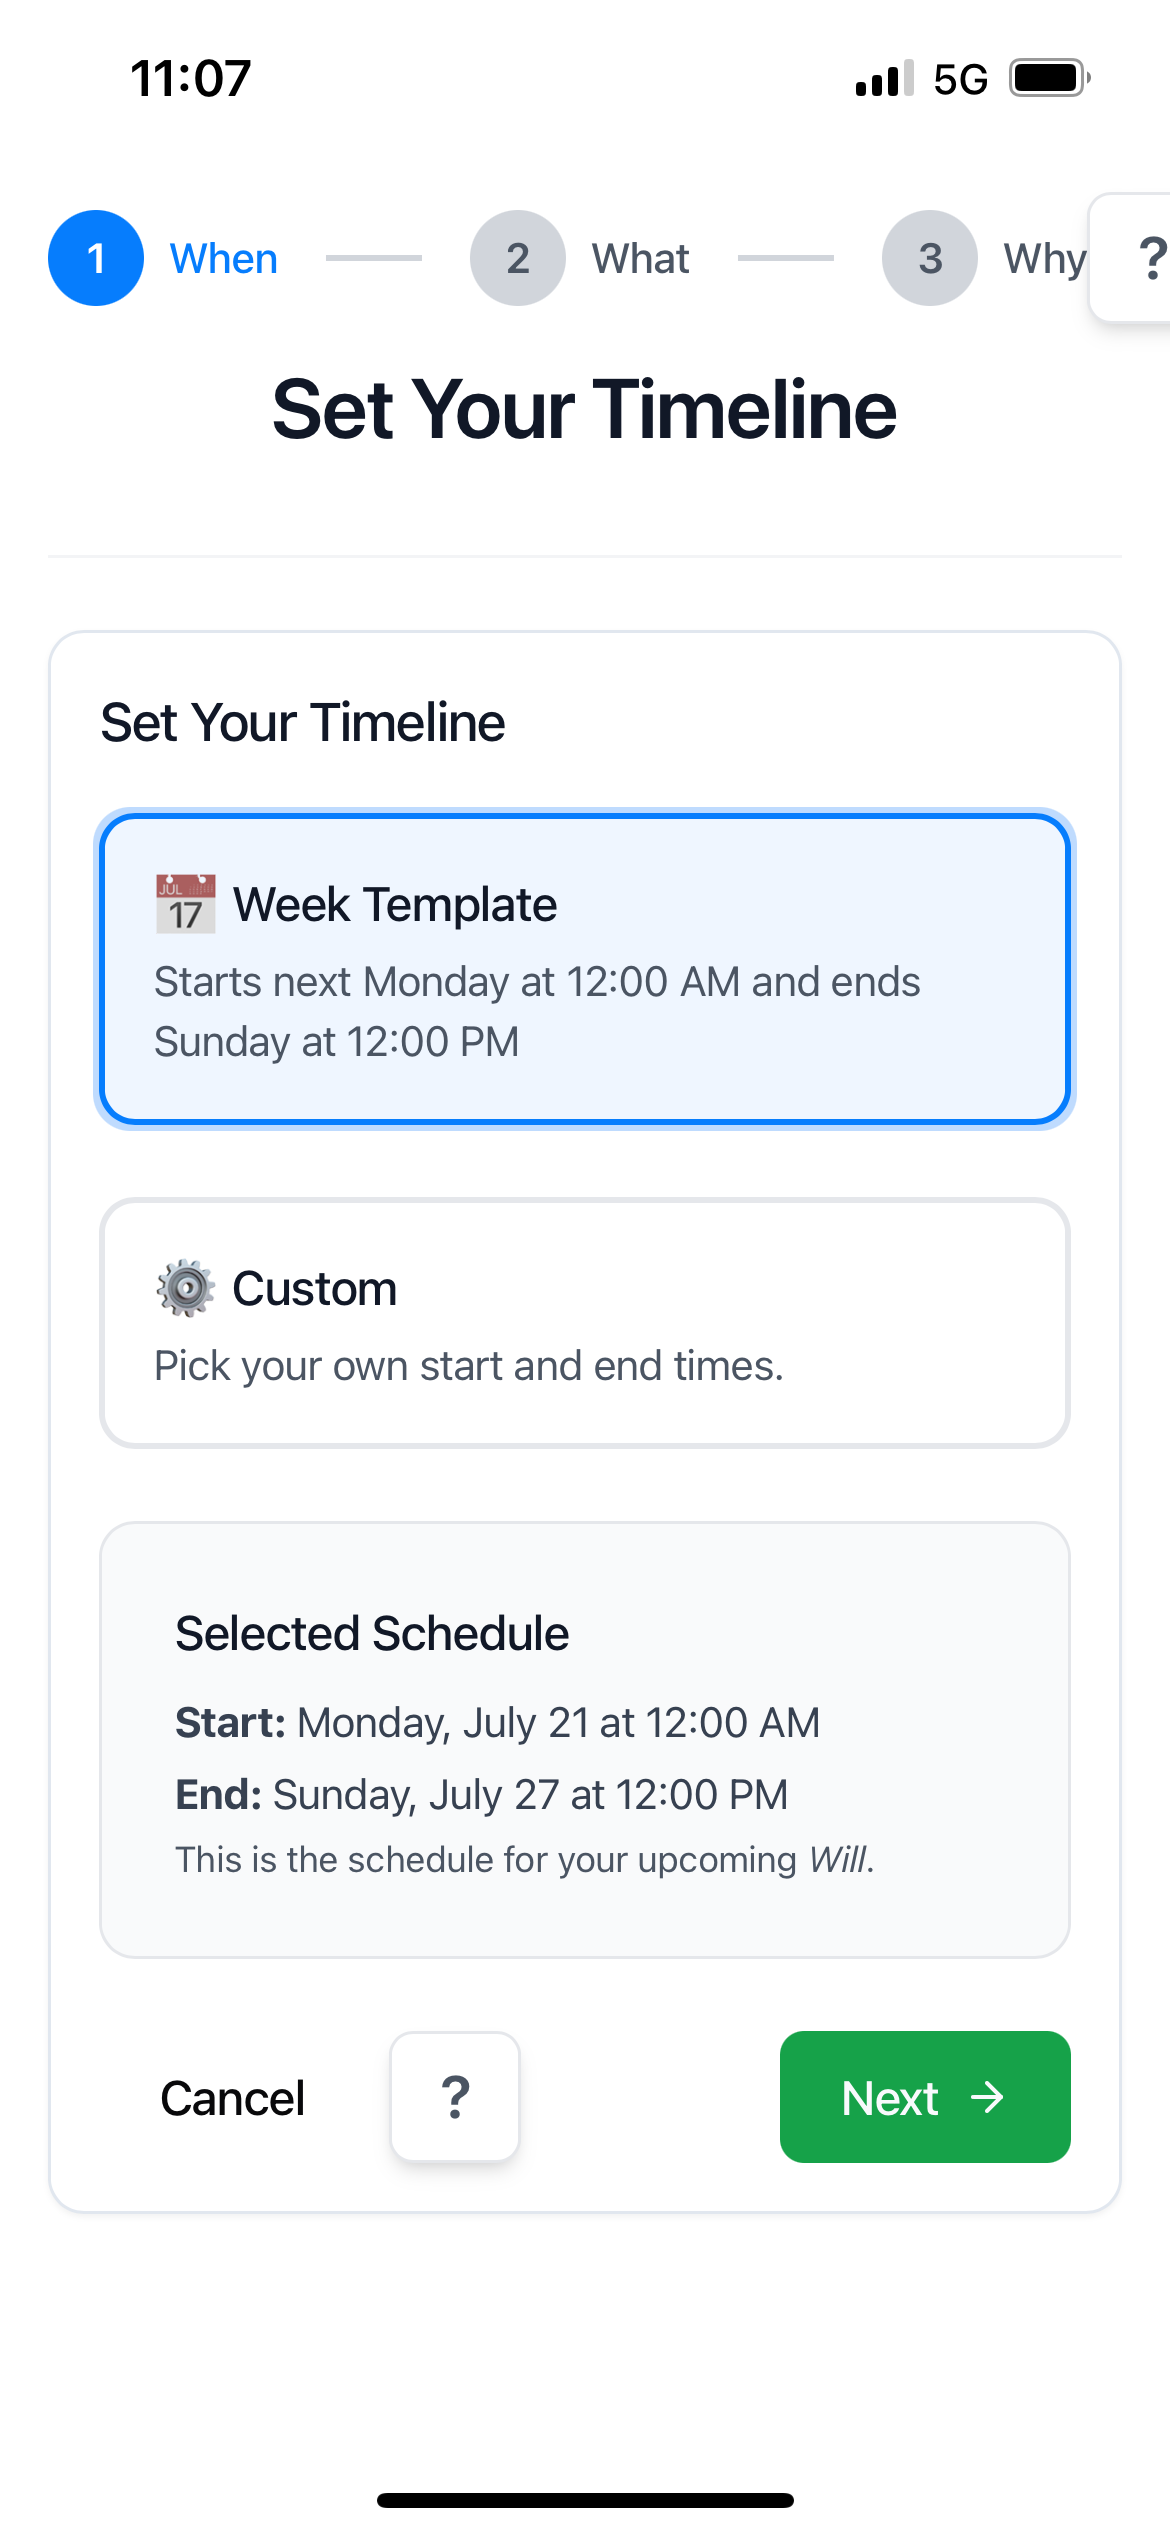 11:07
5G
1 When 2 What 3 Why ?
Set Your Timeline
Set Your Timeline
JUL 17 Week Template
Starts next Monday at 12:00 AM and ends
Sunday at 12:00 PM
Custom
Pick your own start and end times.
Selected Schedule
Start: Monday, July 21 at 12:00 AM
End: Sunday, July 27 at 12:00 PM
This is the schedule for your upcoming Will.
Cancel ? Next →